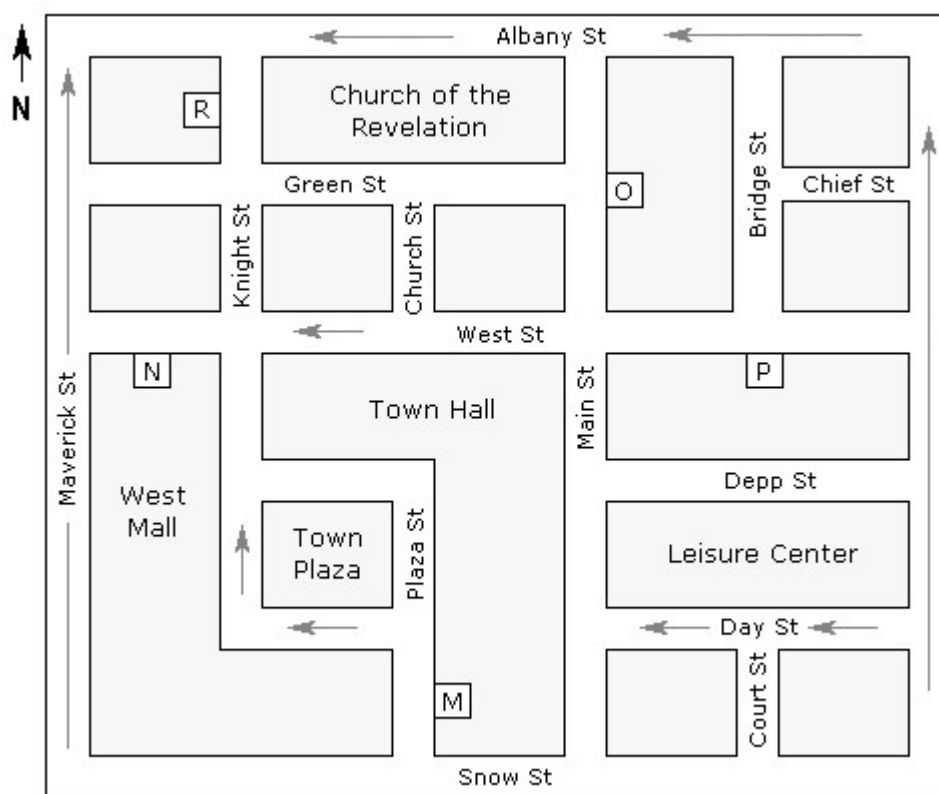 Albany St
N
R
Church of the
Revelation
Green St
Knight St
Church St
O
Bridge St
Chief St
West St
N
Town Hall
Main St
P
Maverick St
West
Mall
Town
Plaza
Plaza St
Depp St
Leisure Center
Day St
M
Court St
Snow St